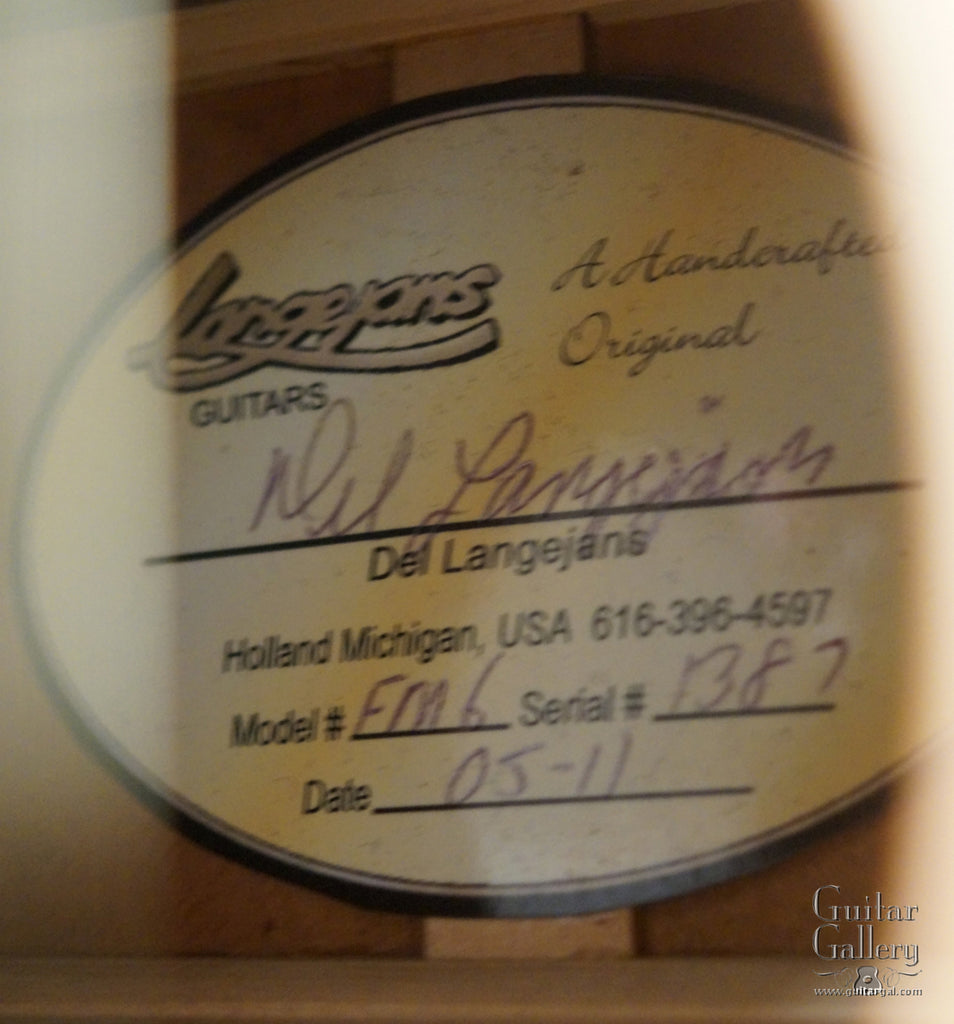 Langejans
GUITARS
A Handcrafted
Original
Del Langejans
Del Langejans
Holland Michigan, USA 616-396-4597
Model # FM6 Serial # 1387
Date 05-11
Guitar
Gallery
www.guitargal.com